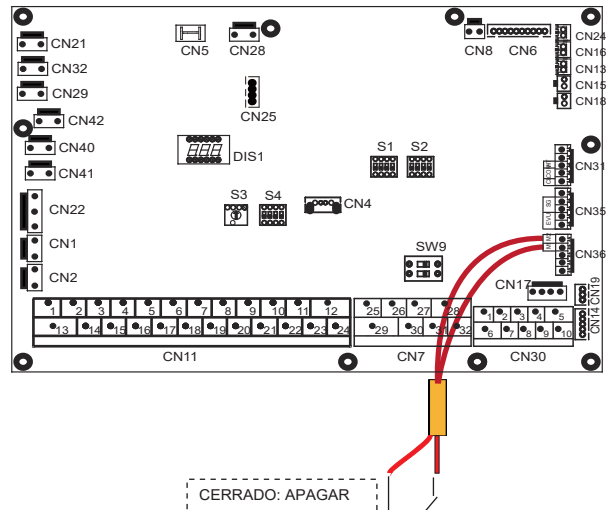 CN21
CN5
CN28
CN8
CN6
CN24
CN16
CN32
CN13
CN29
CN15
CN18
CN25
CN42
CN40
DIS1
S1
S2
CN41
CN31
S3
S4
CN4
SG
EVU
CN35
CN22
M1 M2
CN36
CN1
SW9
CN17
CN19
CN2
CN14
1 2 3 4 5 6 7 8 9 10 11 12
13 14 15 16 17 18 19 20 21 22 23 24
25 26 27 28
29 30 31 32
1 2 3 4 5
6 7 8 9 10
CN11
CN7
CN30
CERRADO: APAGAR